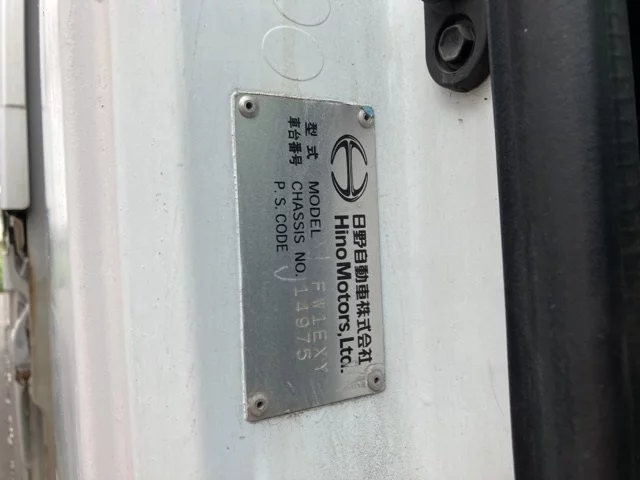 日野自動車株式会社
Hino Motors, Ltd.
型式 MODEL FW1EXY
車台番号 CHASSIS NO. 14975
P.S.CODE